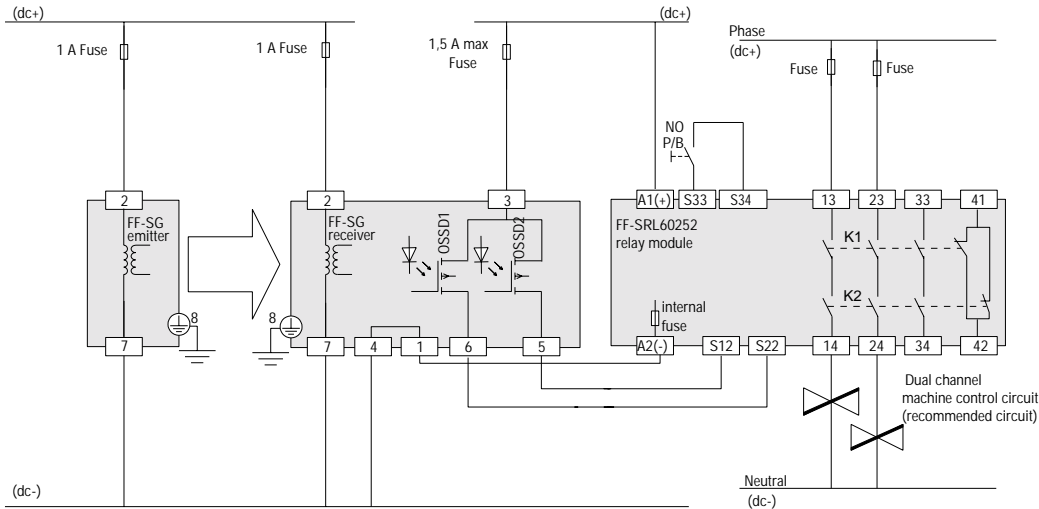 (dc+)
(dc+)
1 A Fuse
1 A Fuse
1,5 A max
Fuse
Phase
(dc+)
Fuse
Fuse
NO
P/B
2
2
3
A1(+)
S33
S34
13
23
33
41
FF-SG
emitter
FF-SG
receiver
OSSD1
OSSD2
FF-SRL60252
relay module
K1
K2
internal
fuse
8
8
7
7
4
1
6
5
A2(-)
S12
S22
14
24
34
42
Dual channel
machine control circuit
(recommended circuit)
(dc-)
Neutral
(dc-)